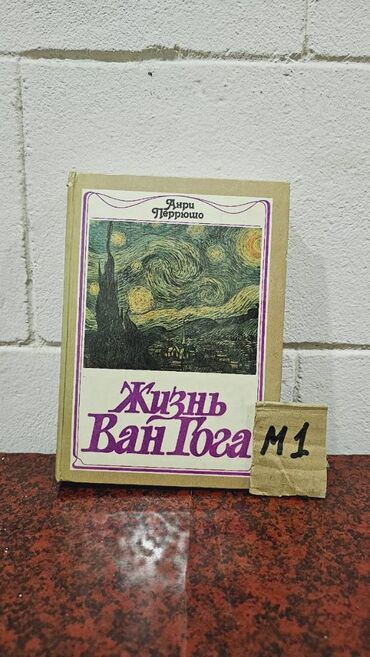 Анри
Перрюшо
Жизнь
Ван Гога
М1